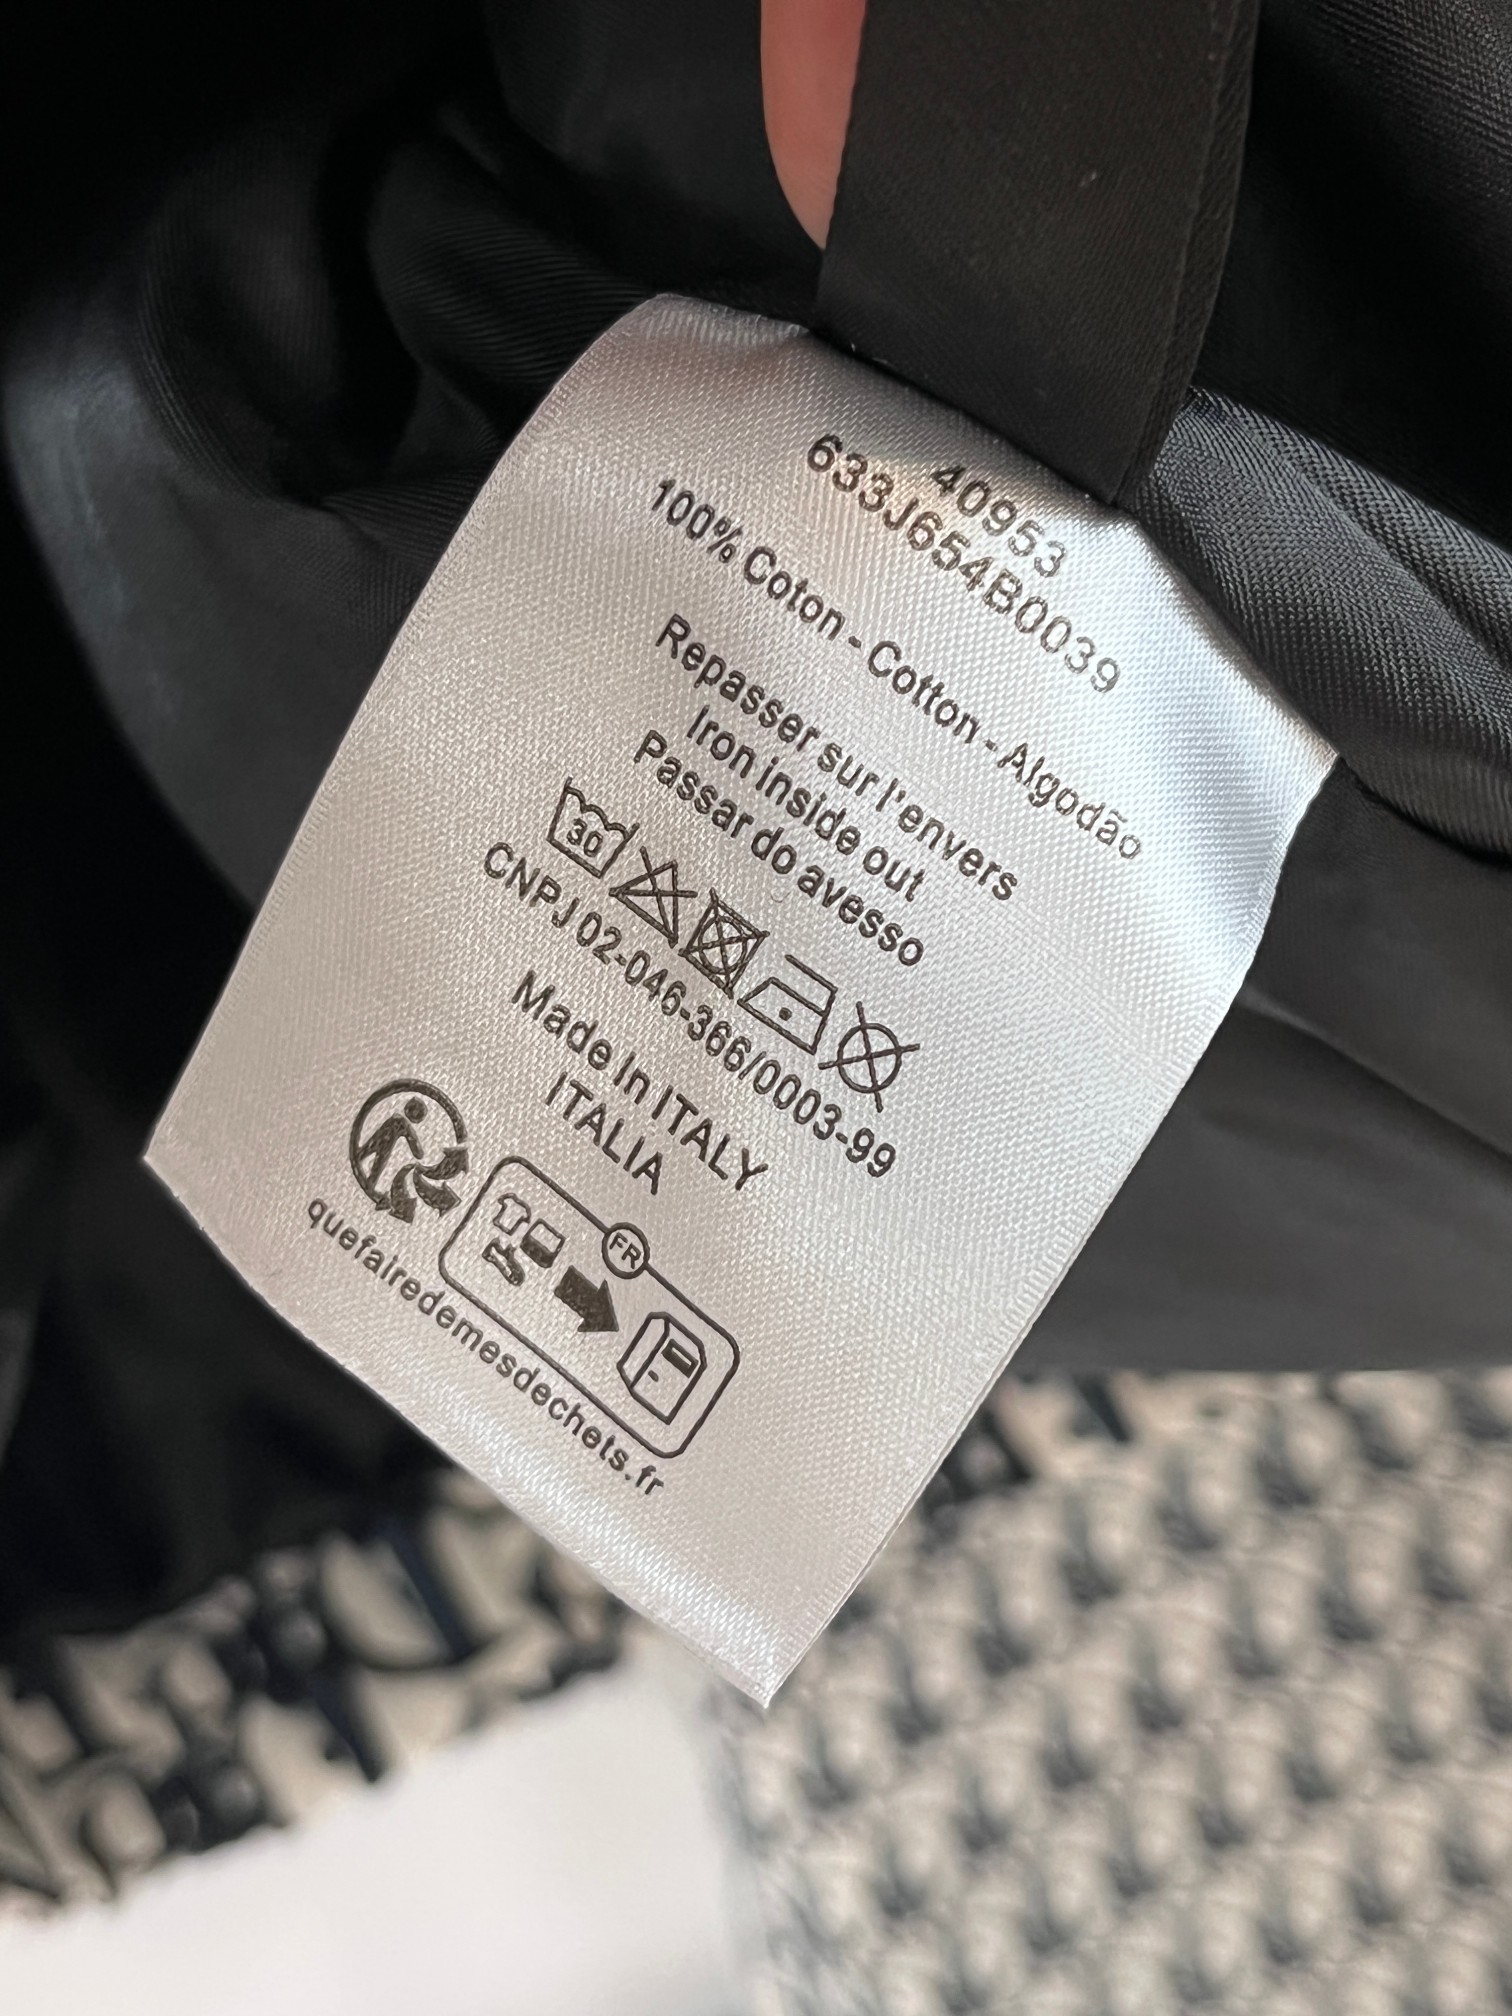 40953
633J654B0039
100% Coton - Cotton - Algodão
Repasser sur l'envers
Iron inside out
Passar do avesso
30
CNPJ 02-046-366/0003-99
Made In ITALY
ITALIA
FR
quefairedemesdechets.fr